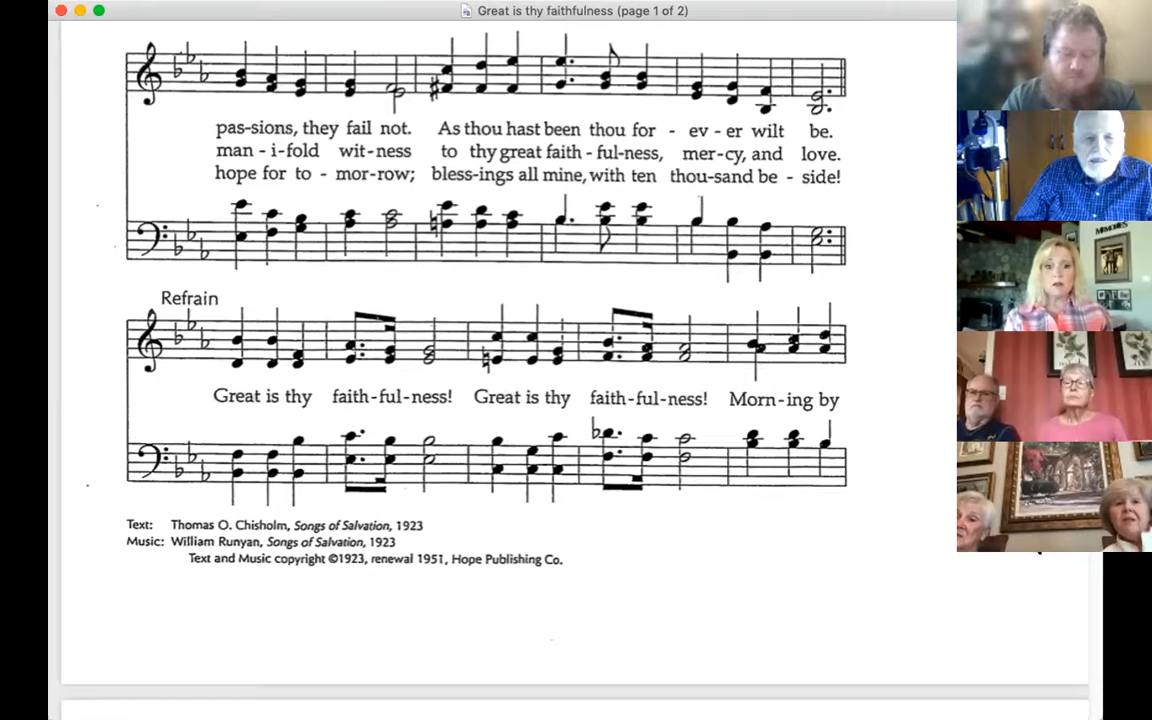 Great is thy faithfulness (page 1 of 2)
pas-sions, they fail not. As thou hast been thou for - ev - er wilt be.
man - i-fold wit-ness to thy great faith - ful-ness, mer-cy, and love.
hope for to - mor-row; bless-ings all mine, with ten thou-sand be - side!
Refrain
Great is thy faith-ful-ness! Great is thy faith-ful-ness! Morn-ing by
Text: Thomas O. Chisholm, Songs of Salvation, 1923
Music: William Runyan, Songs of Salvation, 1923
Text and Music copyright ©1923, renewal 1951, Hope Publishing Co.
MEMORIES